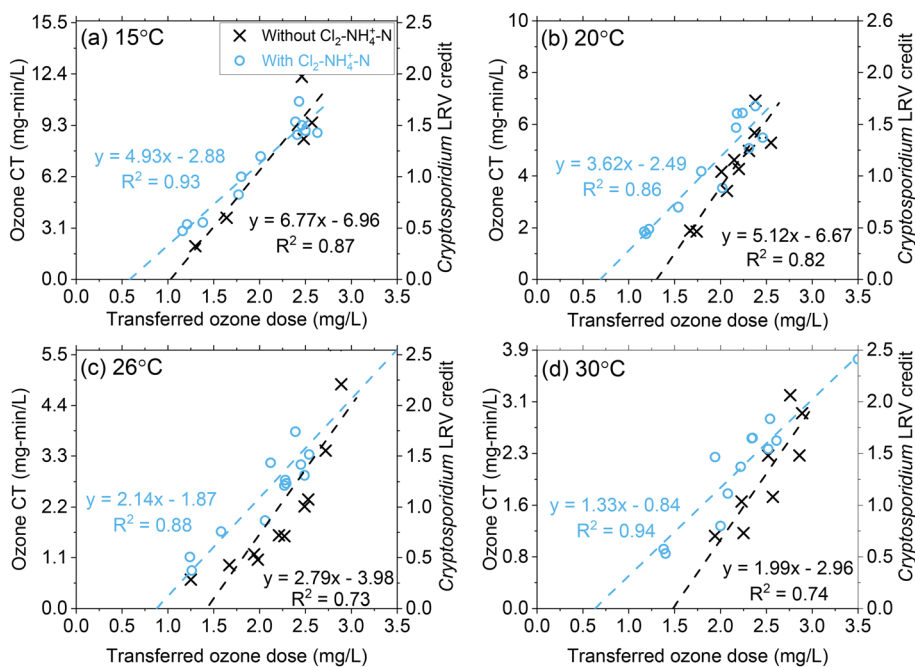 (a) 15°C
Without Cl₂-NH₄⁺-N
With Cl₂-NH₄⁺-N
Ozone CT (mg-min/L)
15.5
12.4
9.3
6.2
3.1
0.0
y = 4.93x - 2.88
R² = 0.93
y = 6.77x - 6.96
R² = 0.87
2.5
2.0
1.5
1.0
0.5
0.0
Cryptosporidium LRV credit
0.0 0.5 1.0 1.5 2.0 2.5 3.0 3.5
Transferred ozone dose (mg/L)
(b) 20°C
Ozone CT (mg-min/L)
10
8
6
4
2
0
y = 3.62x - 2.49
R² = 0.86
y = 5.12x - 6.67
R² = 0.82
2.6
2.0
1.5
1.0
0.5
0.0
Cryptosporidium LRV credit
0.0 0.5 1.0 1.5 2.0 2.5 3.0 3.5
Transferred ozone dose (mg/L)
(c) 26°C
Ozone CT (mg-min/L)
5.5
4.4
3.3
2.2
1.1
0.0
y = 2.14x - 1.87
R² = 0.88
y = 2.79x - 3.98
R² = 0.73
2.5
2.0
1.5
1.0
0.5
0.0
Cryptosporidium LRV credit
0.0 0.5 1.0 1.5 2.0 2.5 3.0 3.5
Transferred ozone dose (mg/L)
(d) 30°C
Ozone CT (mg-min/L)
3.9
3.1
2.3
1.6
0.8
0.0
y = 1.33x - 0.84
R² = 0.94
y = 1.99x - 2.96
R² = 0.74
2.5
2.0
1.5
1.0
0.5
0.0
Cryptosporidium LRV credit
0.0 0.5 1.0 1.5 2.0 2.5 3.0 3.5
Transferred ozone dose (mg/L)